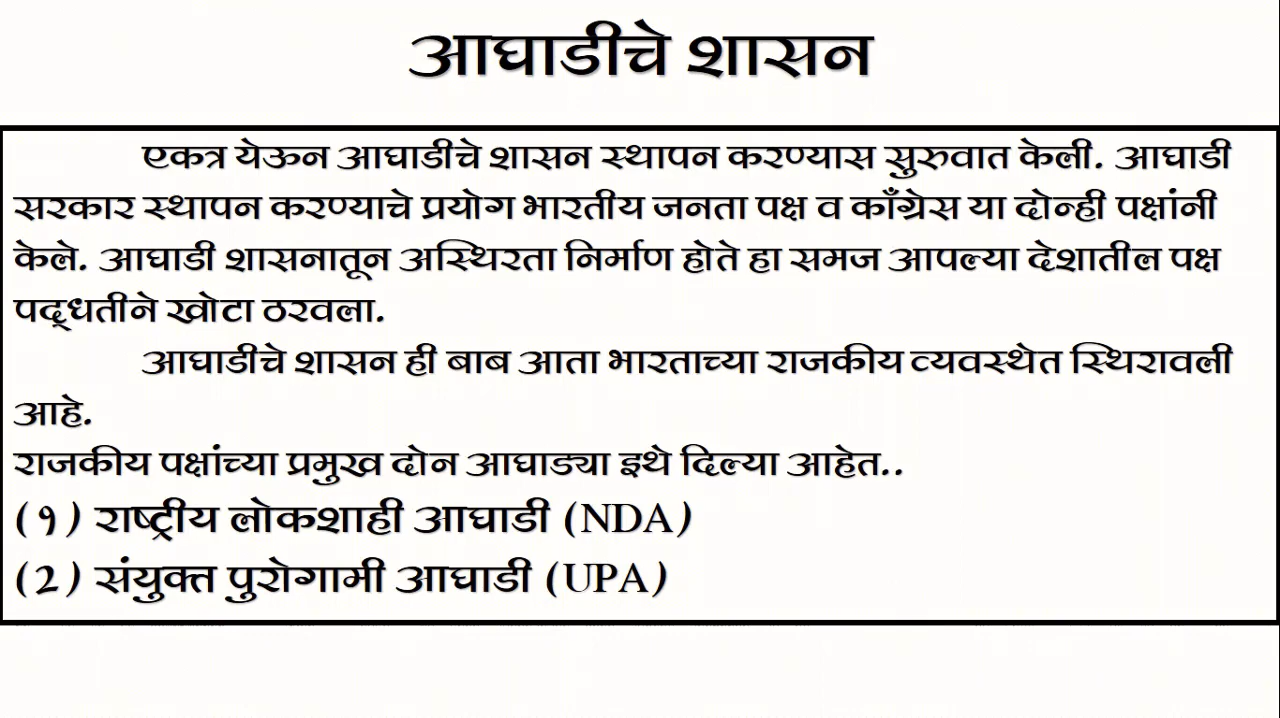 आघाडीचे शासन
एकत्र येऊन आघाडीचे शासन स्थापन करण्यास सुरुवात केली. आघाडी
सरकार स्थापन करण्याचे प्रयोग भारतीय जनता पक्ष व काँग्रेस या दोन्ही पक्षांनी
केले. आघाडी शासनातून अस्थिरता निर्माण होते हा समज आपल्या देशातील पक्ष
पद्धतीने खोटा ठरवला.
आघाडीचे शासन ही बाब आता भारताच्या राजकीय व्यवस्थेत स्थिरावली
आहे.
राजकीय पक्षांच्या प्रमुख दोन आघाड्या इथे दिल्या आहेत..
(१) राष्ट्रीय लोकशाही आघाडी (NDA)
(2) संयुक्त पुरोगामी आघाडी (UPA)